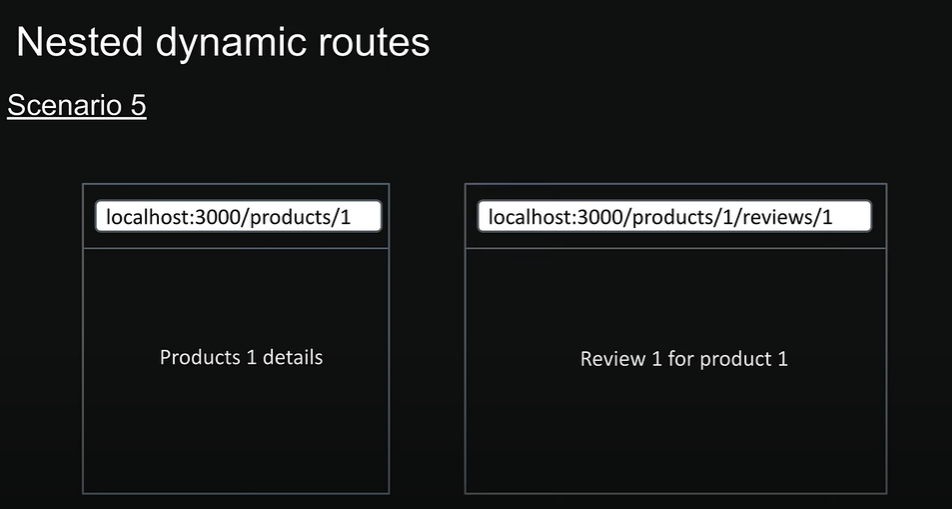 Nested dynamic routes
Scenario 5
localhost:3000/products/1
Products 1 details
localhost:3000/products/1/reviews/1
Review 1 for product 1